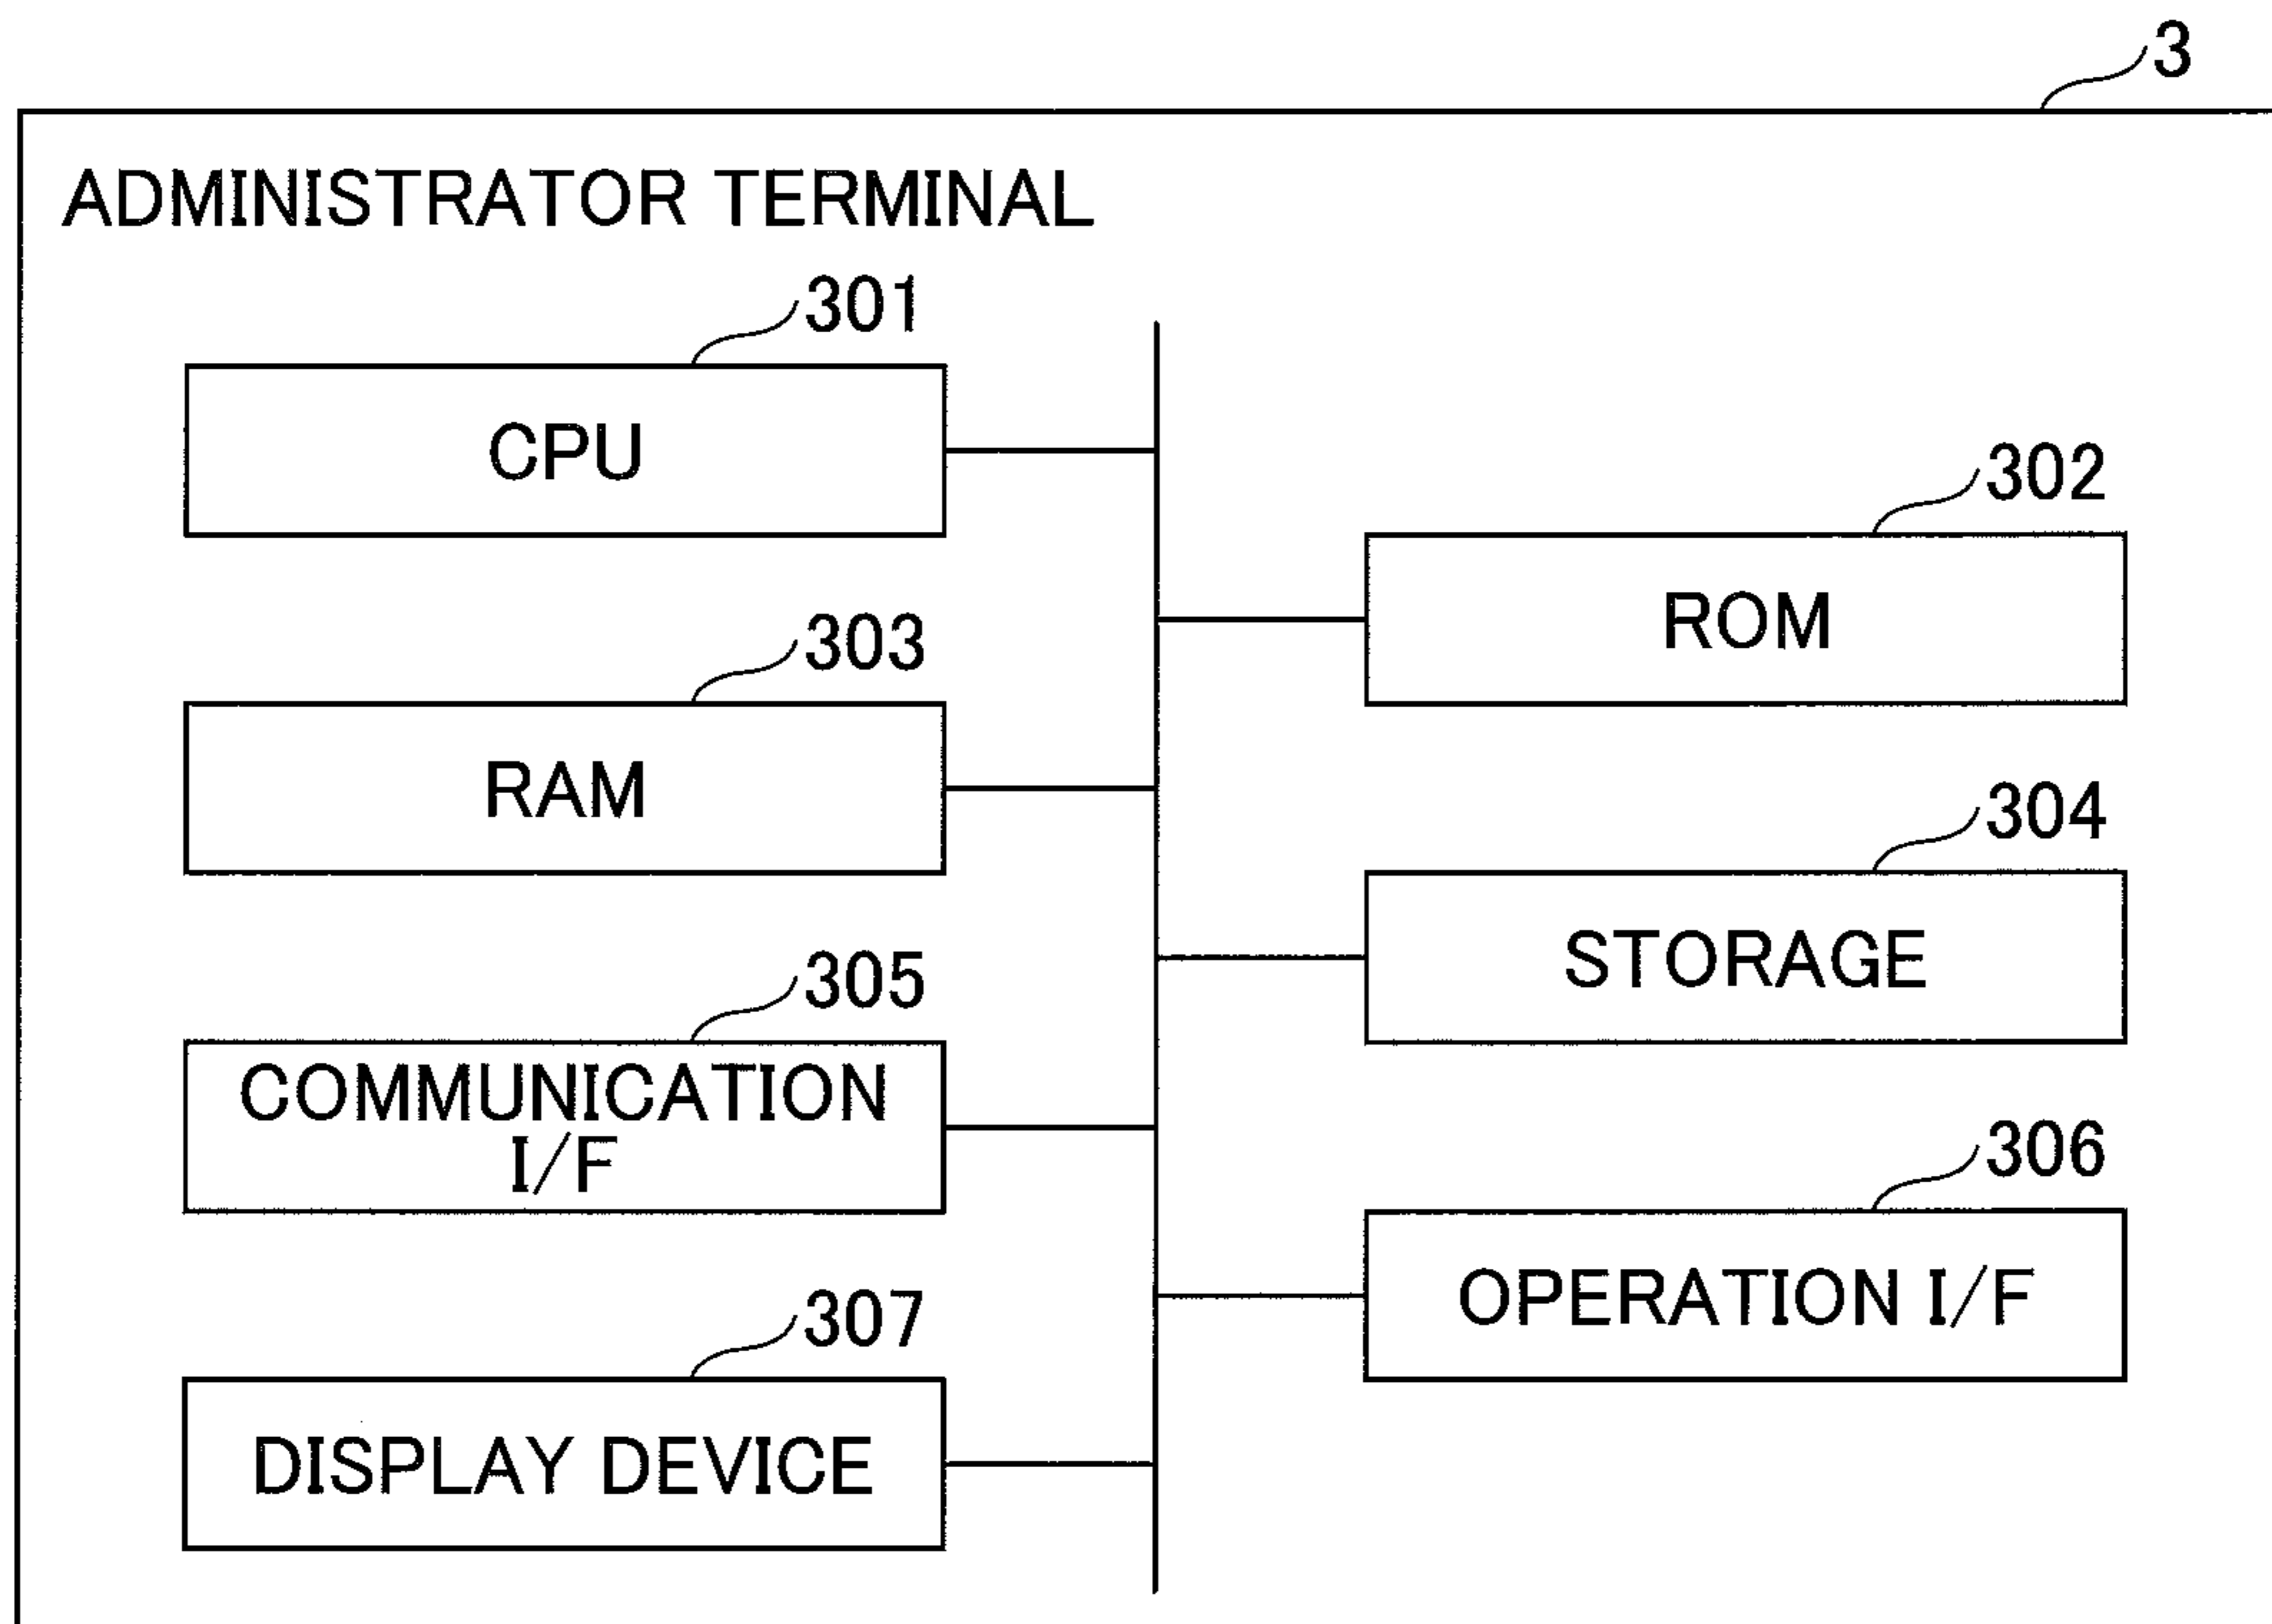 3
ADMINISTRATOR TERMINAL
301
CPU
302
ROM
303
RAM
304
STORAGE
305
COMMUNICATION
I/F
306
OPERATION I/F
307
DISPLAY DEVICE